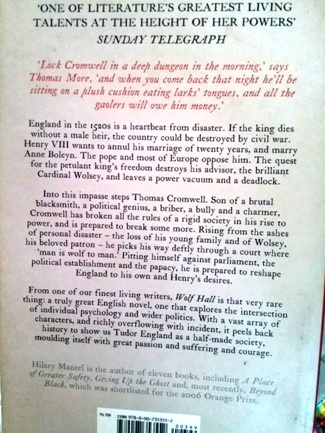 'ONE OF LITERATURE'S GREATEST LIVING
TALENTS AT THE HEIGHT OF HER POWERS'
SUNDAY TELEGRAPH
'Lock Cromwell in a deep dungeon in the morning,' says
Thomas More, 'and when you come back that night he'll be
sitting on a plush cushion eating larks' tongues, and all the
gaolers will owe him money.'
England in the 1520s is a heartbeat from disaster. If the king dies
without a male heir, the country could be destroyed by civil war.
Henry VIII wants to annul his marriage of twenty years, and marry
Anne Boleyn. The pope and most of Europe oppose him. The quest
for the petulant king's freedom destroys his advisor, the brilliant
Cardinal Wolsey, and leaves a power vacuum and a deadlock.
Into this impasse steps Thomas Cromwell. Son of a brutal
blacksmith, a political genius, a briber, a bully and a charmer,
Cromwell has broken all the rules of a rigid society in his rise to
power, and is prepared to break some more. Rising from the ashes
of personal disaster – the loss of his young family and of Wolsey,
his beloved patron – he picks his way deftly through a court where
'man is wolf to man.' Pitting himself against parliament, the
political establishment and the papacy, he is prepared to reshape
England to his own and Henry's desires.
From one of our finest living writers, Wolf Hall is that very rare
thing: a truly great English novel, one that explores the intersection
of individual psychology and wider politics. With a vast array of
characters, and richly overflowing with incident, it peels back
history to show us Tudor England as a half-made society,
moulding itself with great passion and suffering and courage.
Hilary Mantel is the author of eleven books, including A Place
of Greater Safety, Giving Up the Ghost and, most recently, Beyond
Black, which was shortlisted for the 2006 Orange Prize.